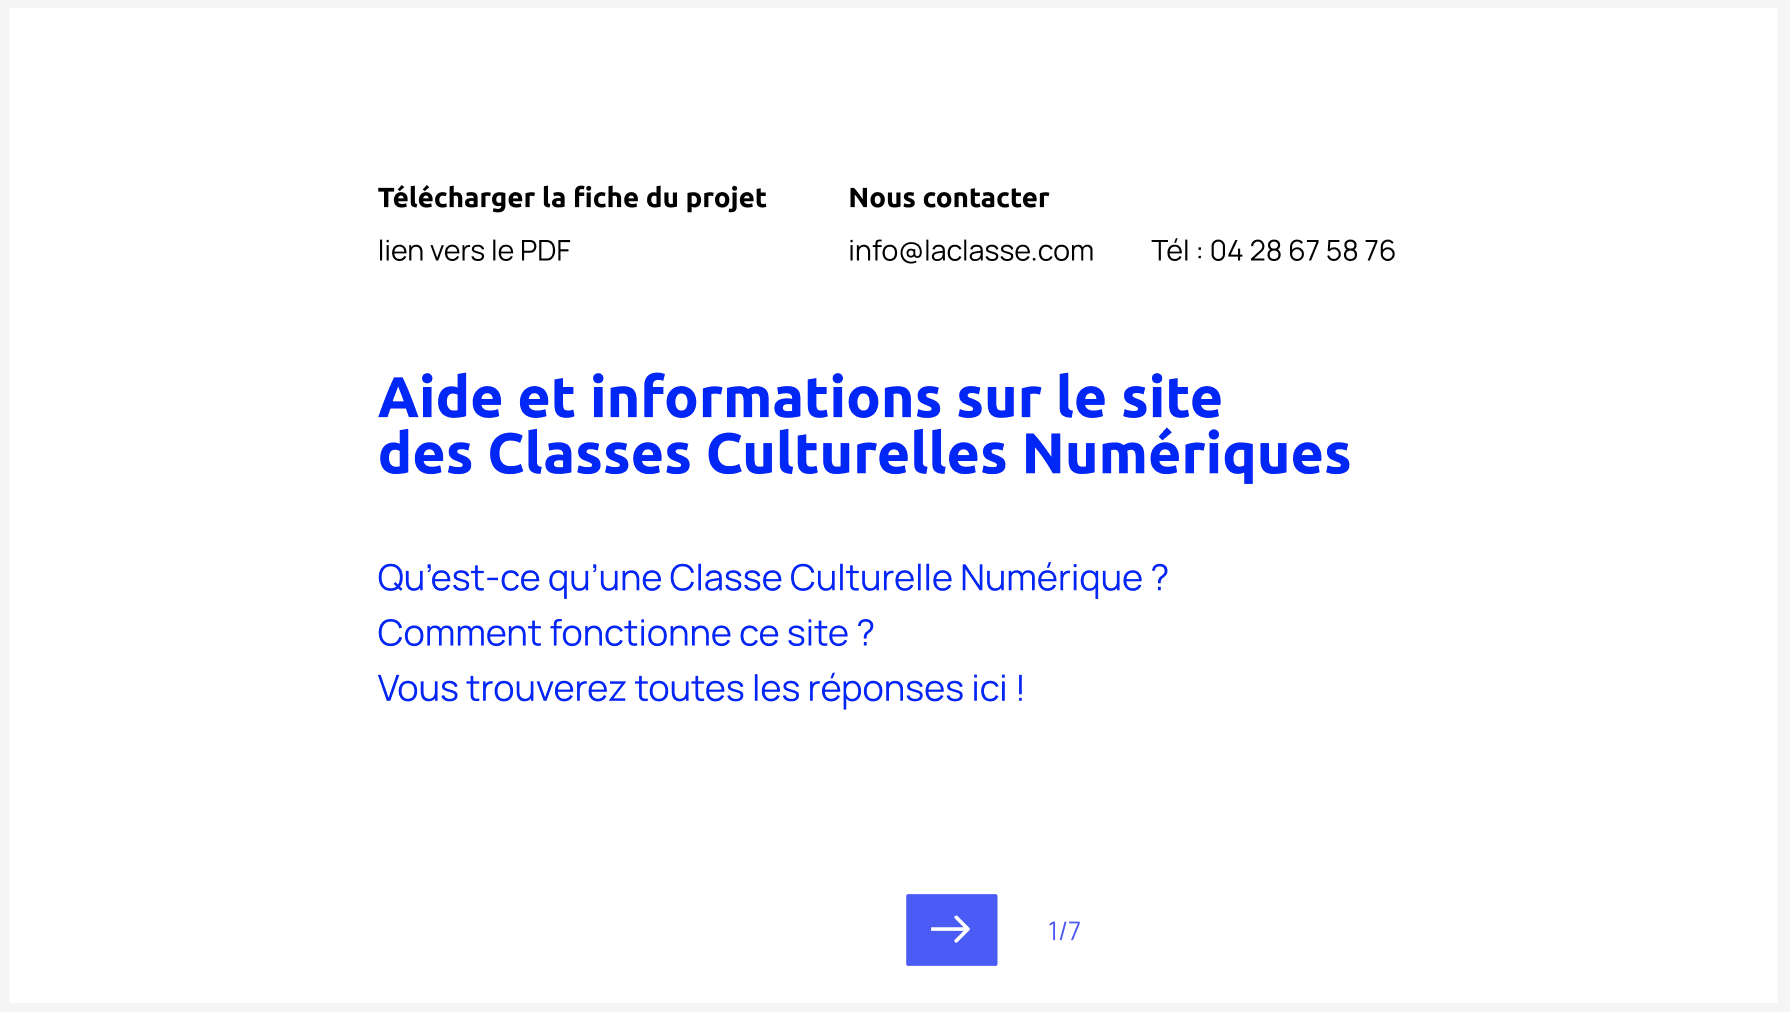 Télécharger la fiche du projet
lien vers le PDF
Nous contacter
info@laclasse.com Tél : 04 28 67 58 76
Aide et informations sur le site
des Classes Culturelles Numériques
Qu’est-ce qu’une Classe Culturelle Numérique ?
Comment fonctionne ce site ?
Vous trouverez toutes les réponses ici !
1/7